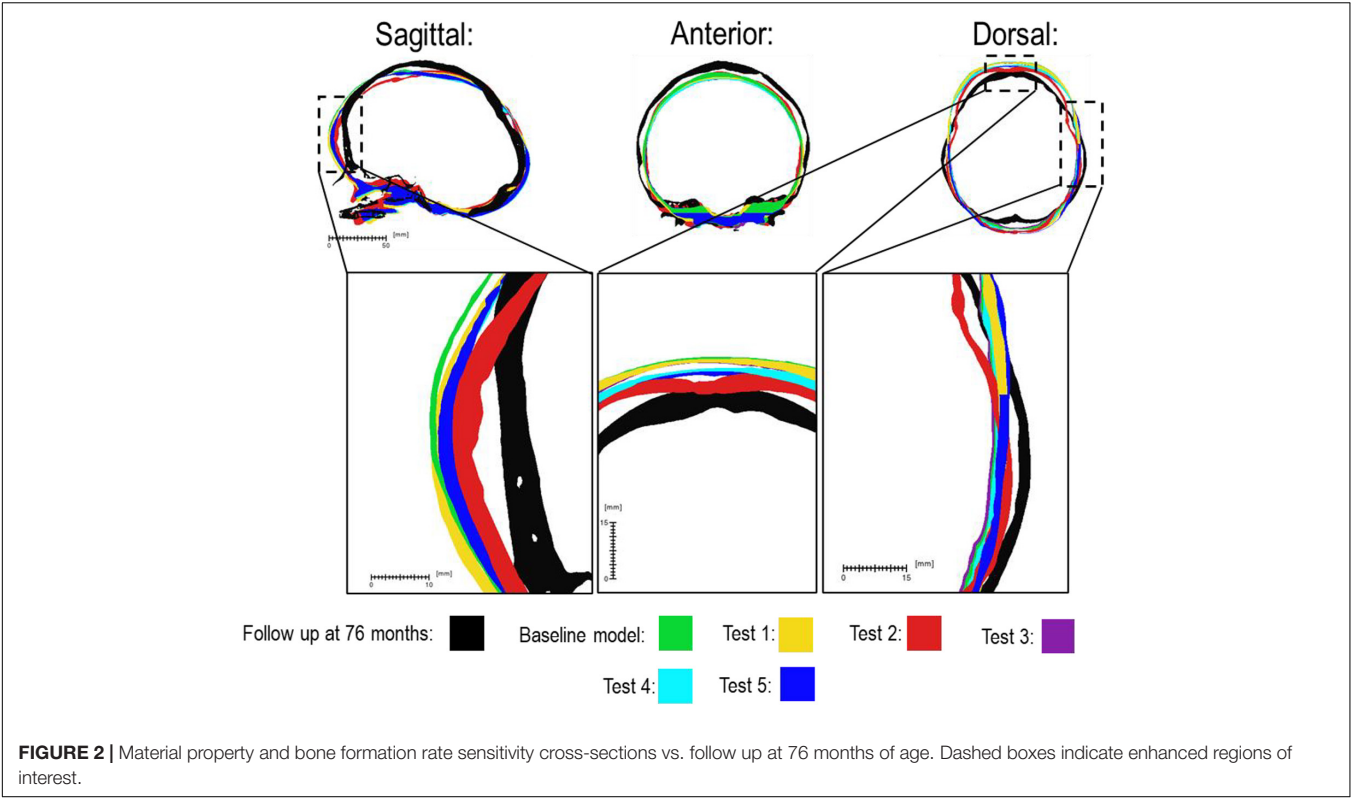 Sagittal:
Anterior:
Dorsal:
[mm]
0 50
[mm]
0 10
[mm]
15
0
[mm]
0 15
Follow up at 76 months:
Baseline model:
Test 1:
Test 2:
Test 3:
Test 4:
Test 5:
FIGURE 2 | Material property and bone formation rate sensitivity cross-sections vs. follow up at 76 months of age. Dashed boxes indicate enhanced regions of
interest.